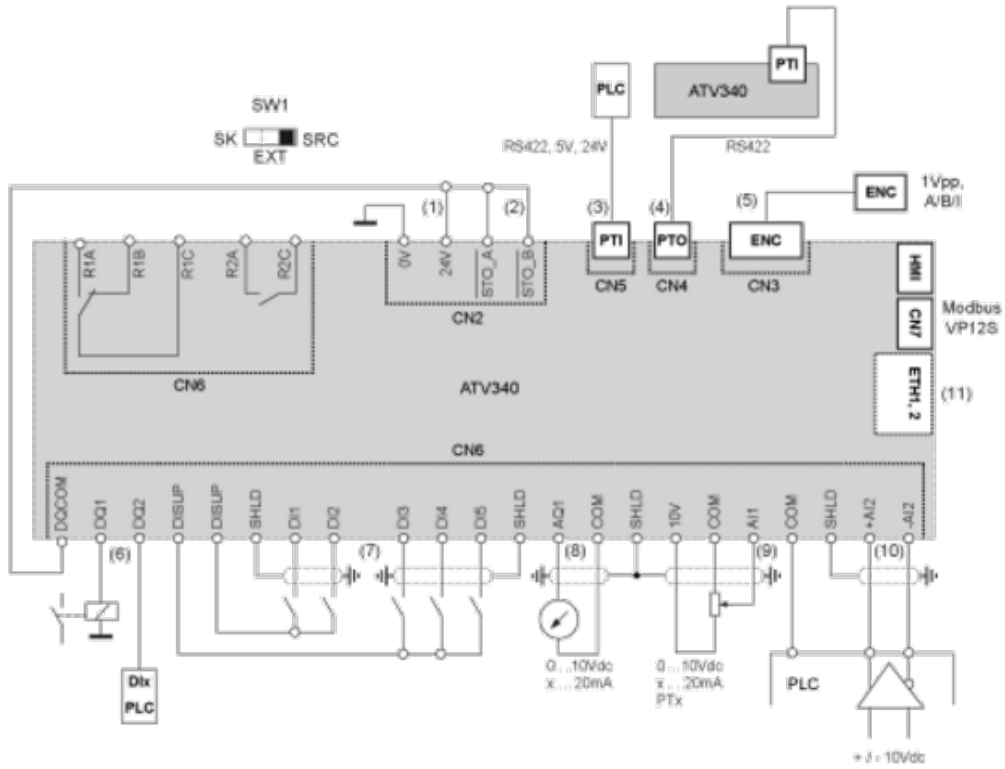 PTI
PLC
ATV340
SW1
SK
SRC
EXT
RS422, 5V, 24V
RS422
ENC
1Vpp,
A/B/I
(1)
(2)
(3)
(4)
(5)
PTI
PTO
ENC
R1A
R1B
R1C
R2A
R2C
0V
24V
STO_A
STO_B
CN5
CN4
CN3
HMI
CN2
CN7
Modbus
VP12S
CN6
ATV340
ETH1, 2
(11)
CN6
DQCOM
DQ1
DQ2
DISUP
DISUP
SHLD
DI1
DI2
DI3
DI4
DI5
SHLD
AQ1
COM
SHLD
10V
COM
AI1
COM
SHLD
+AI2
-AI2
(6)
(7)
(8)
(9)
(10)
DIx
PLC
0...10Vdc
x...20mA
0...10Vdc
x...20mA
PTx
PLC
+ / - 10Vdc